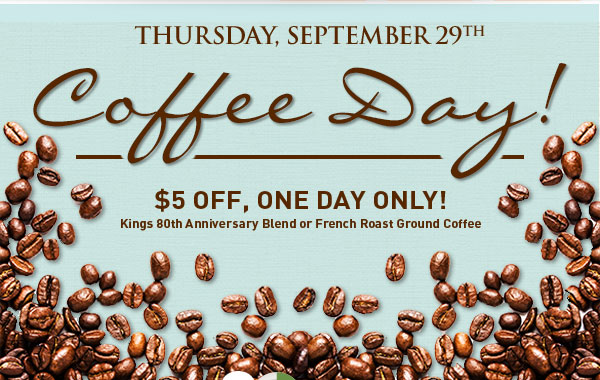 THURSDAY, SEPTEMBER 29TH
Coffee Day!
$5 OFF, ONE DAY ONLY!
Kings 80th Anniversary Blend or French Roast Ground Coffee